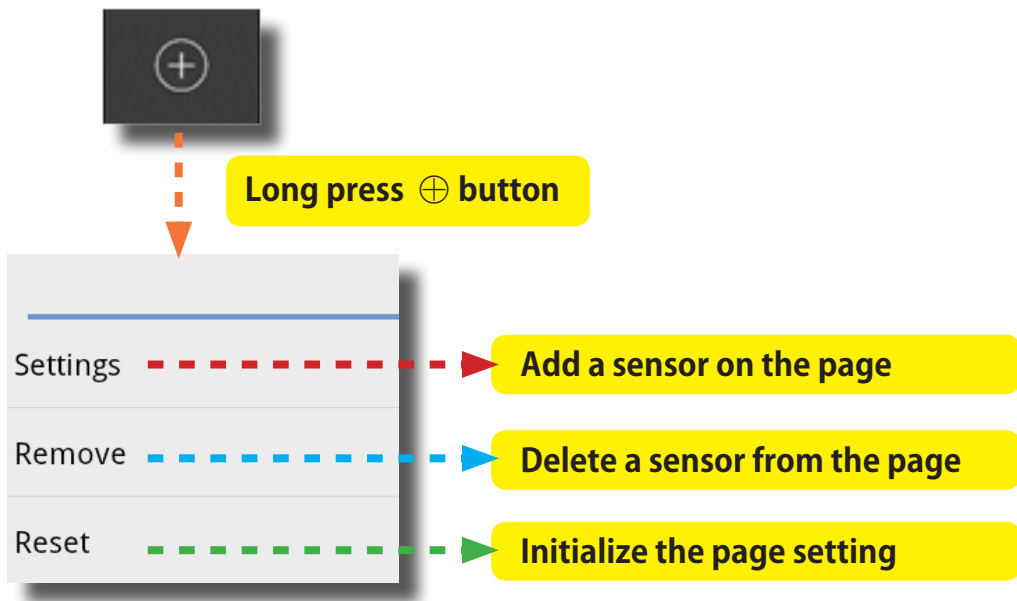 Long press ⊕ button
Settings
Add a sensor on the page
Remove
Delete a sensor from the page
Reset
Initialize the page setting